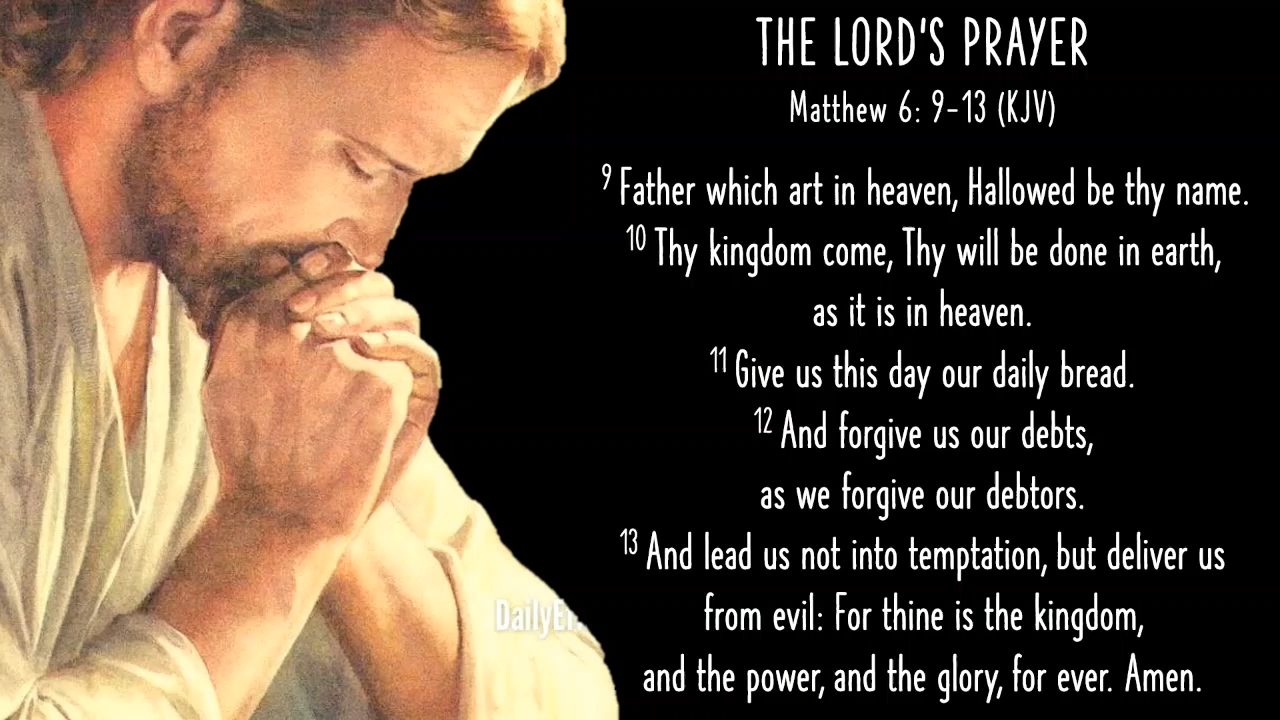 THE LORD'S PRAYER
Matthew 6: 9-13 (KJV)
9 Father which art in heaven, Hallowed be thy name.
10 Thy kingdom come, Thy will be done in earth,
as it is in heaven.
11 Give us this day our daily bread.
12 And forgive us our debts,
as we forgive our debtors.
13 And lead us not into temptation, but deliver us
from evil: For thine is the kingdom,
and the power, and the glory, for ever. Amen.